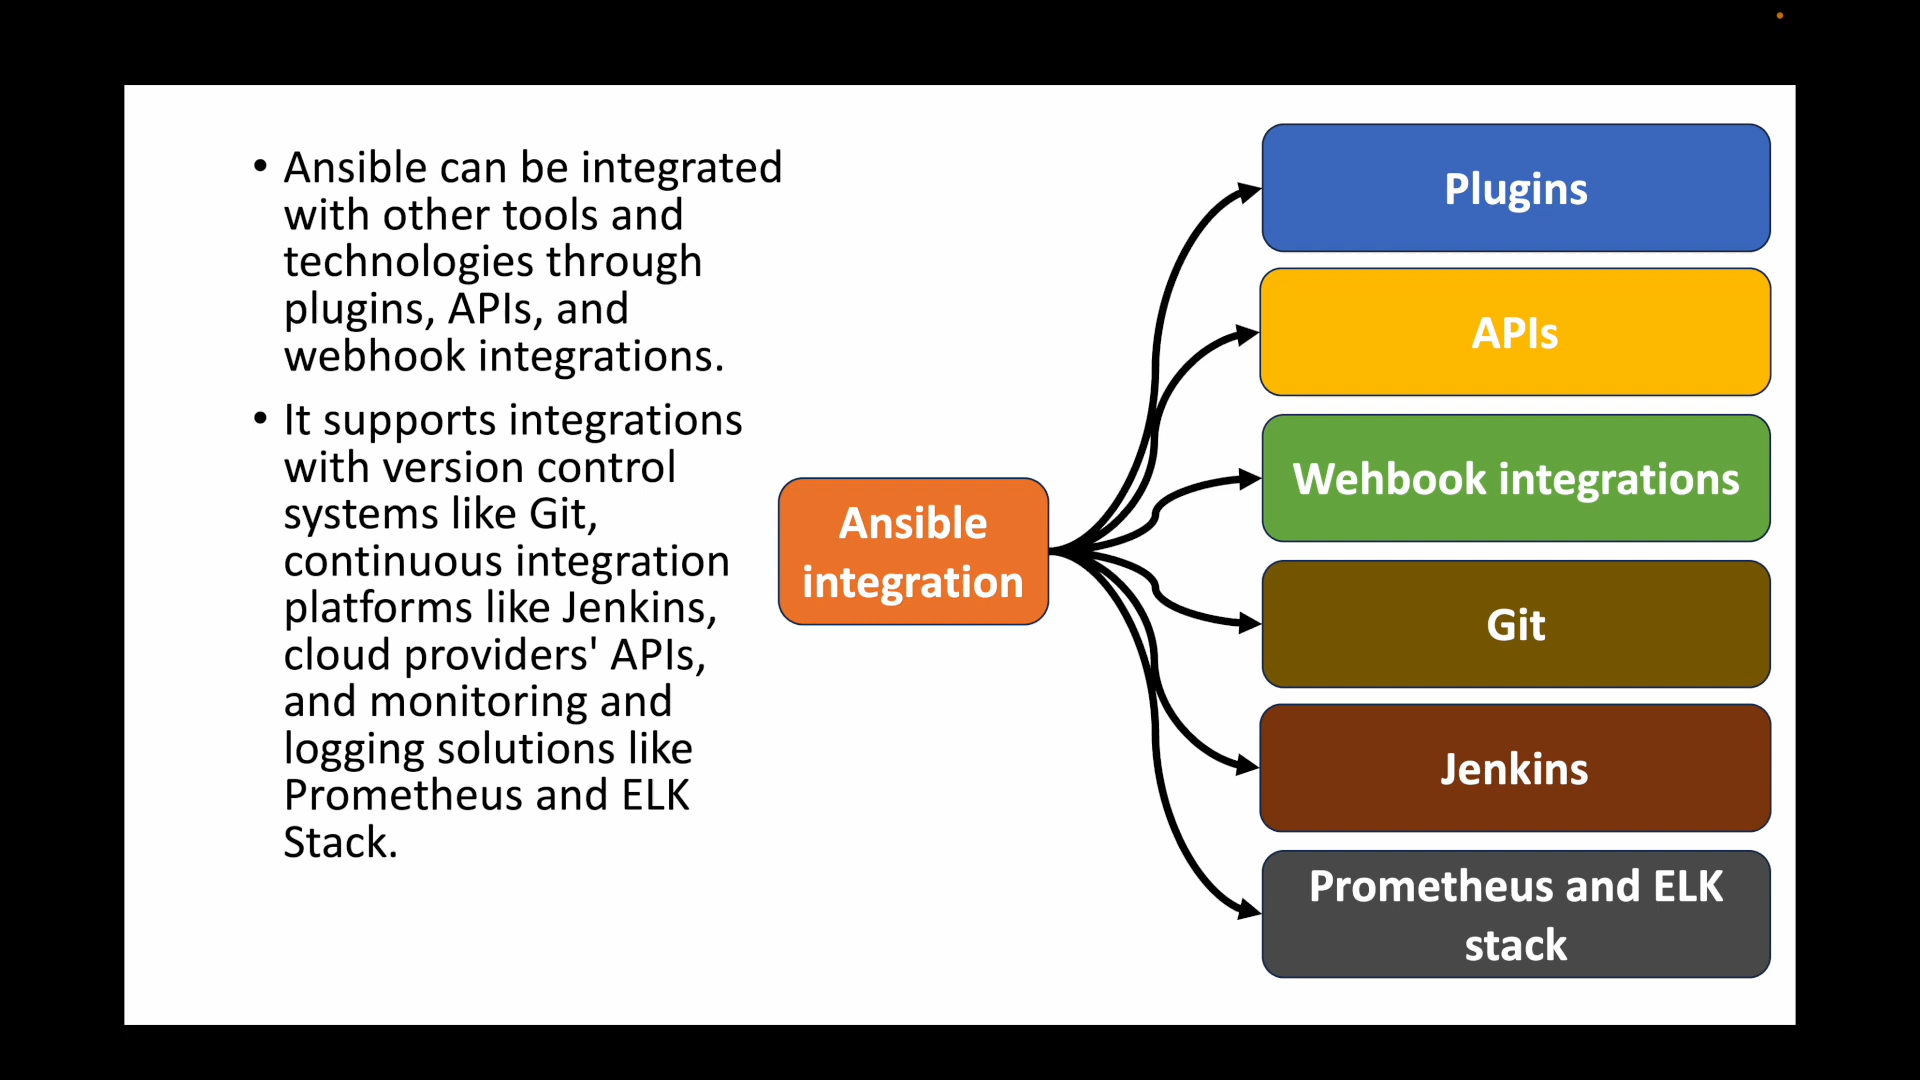 • Ansible can be integrated
with other tools and
technologies through
plugins, APIs, and
webhook integrations.
• It supports integrations
with version control
systems like Git,
continuous integration
platforms like Jenkins,
cloud providers' APIs,
and monitoring and
logging solutions like
Prometheus and ELK
Stack.
Ansible
integration
Plugins
APIs
Wehbook integrations
Git
Jenkins
Prometheus and ELK
stack